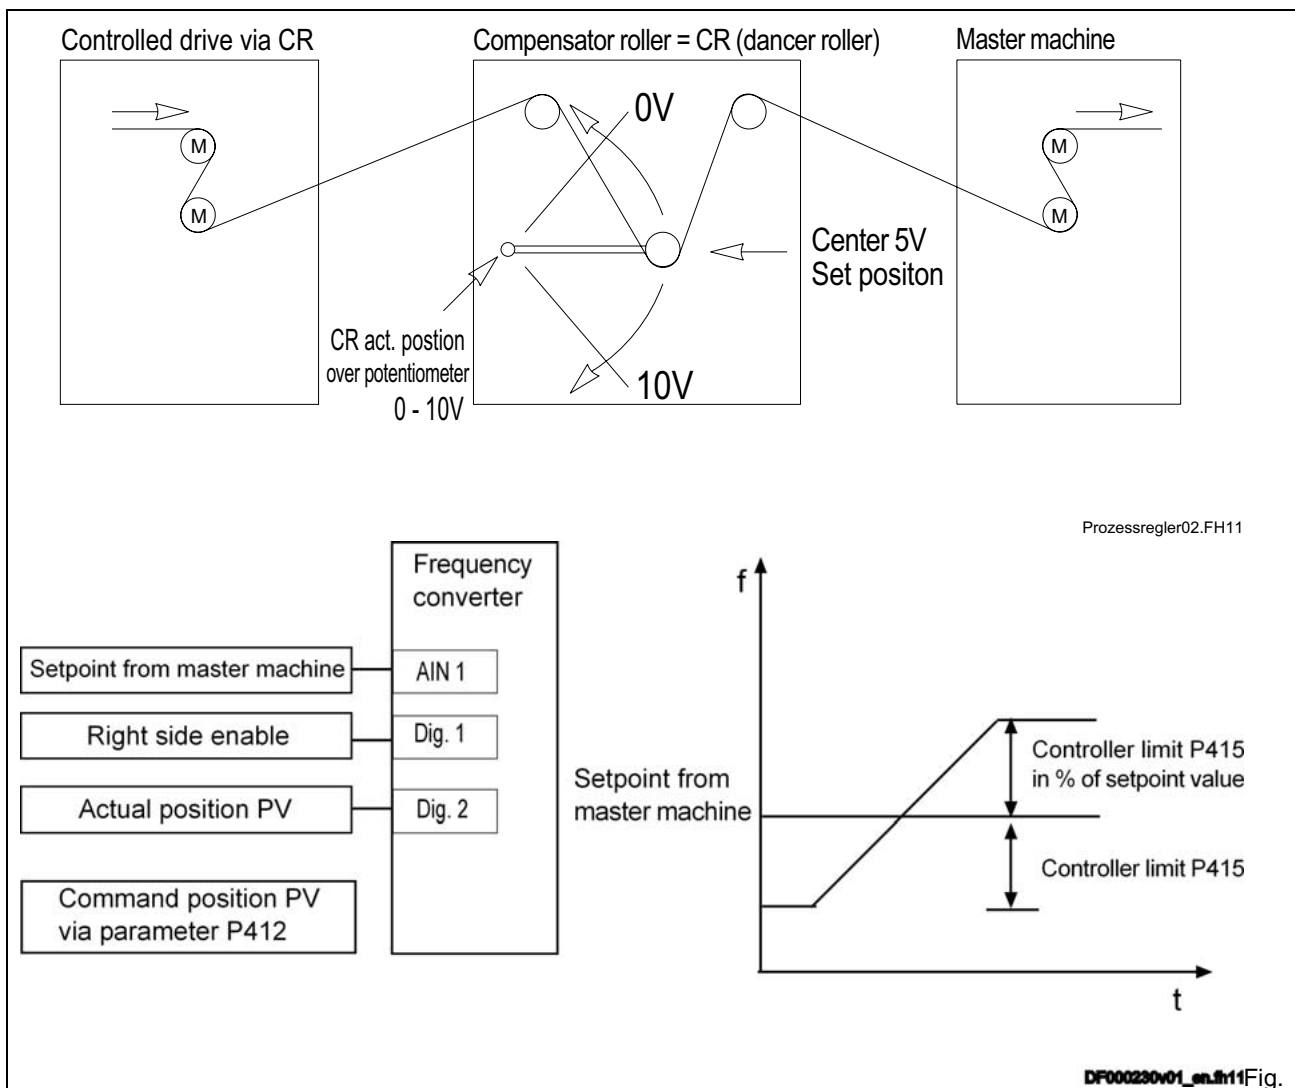 Controlled drive via CR
Compensator roller = CR (dancer roller)
Master machine
0V
M
M
M
M
Center 5V
Set positon
CR act. postion
over potentiometer
0 - 10V
10V
Prozessregler02.FH11
Frequency
converter
Setpoint from master machine
AIN 1
Right side enable
Dig. 1
Actual position PV
Dig. 2
Command position PV
via parameter P412
f
Setpoint from
master machine
Controller limit P415
in % of setpoint value
Controller limit P415
t
DF000230v01_en.fh11Fig.